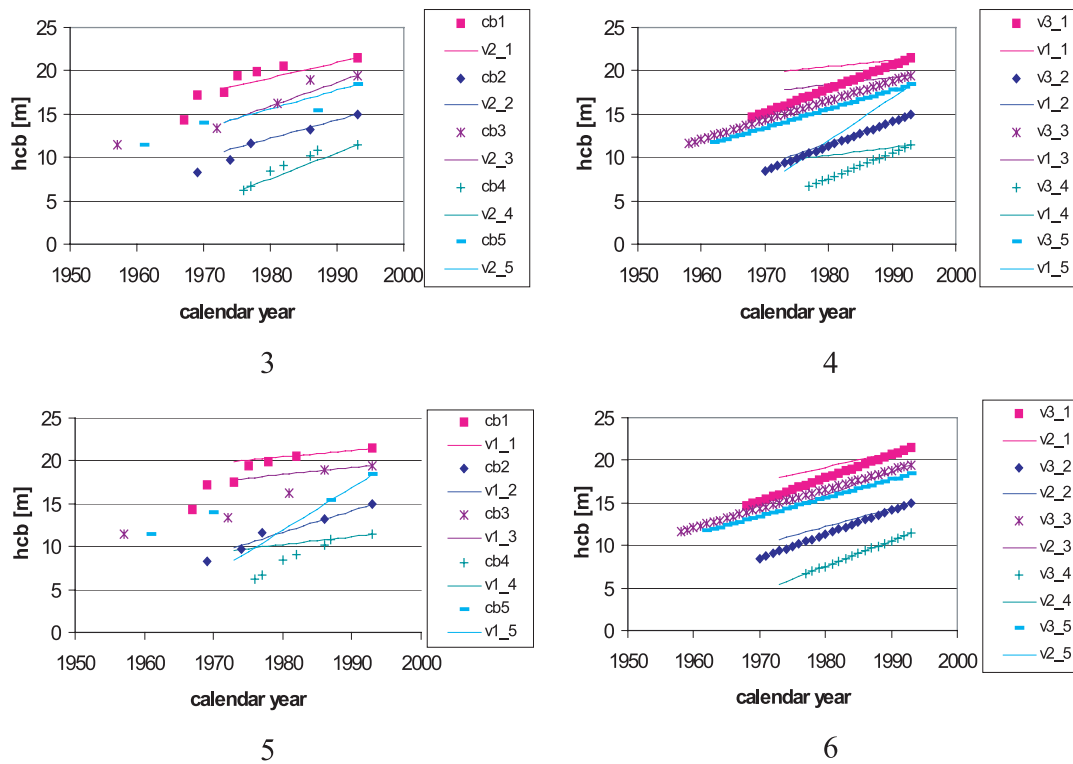 25
20
15
10
5
0
hcb [m]
1950 1960 1970 1980 1990 2000
calendar year
cb1
v2_1
cb2
v2_2
cb3
v2_3
cb4
v2_4
cb5
v2_5
3
25
20
15
10
5
0
hcb [m]
1950 1960 1970 1980 1990 2000
calendar year
v3_1
v1_1
v3_2
v1_2
v3_3
v1_3
v3_4
v1_4
v3_5
v1_5
4
25
20
15
10
5
0
hcb [m]
1950 1960 1970 1980 1990 2000
calendar year
cb1
v1_1
cb2
v1_2
cb3
v1_3
cb4
v1_4
cb5
v1_5
5
25
20
15
10
5
0
hcb [m]
1950 1960 1970 1980 1990 2000
calendar year
v3_1
v2_1
v3_2
v2_2
v3_3
v2_3
v3_4
v2_4
v3_5
v2_5
6